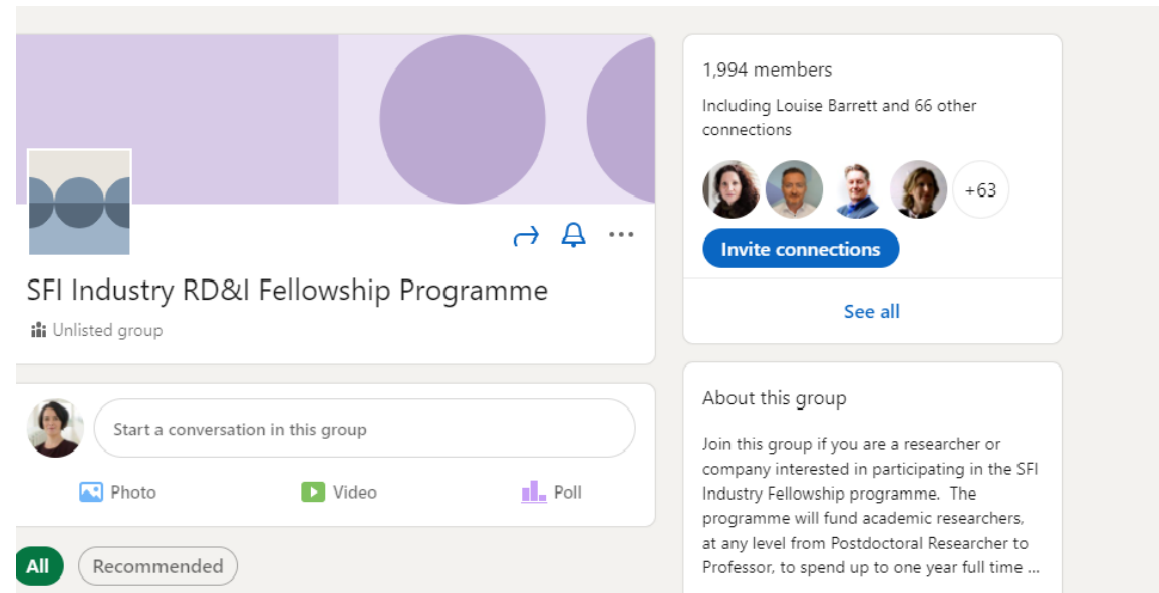 SFI Industry RD&I Fellowship Programme
Unlisted group
Start a conversation in this group
Photo Video Poll
All Recommended
1,994 members
Including Louise Barrett and 66 other
connections
+63
Invite connections
See all
About this group
Join this group if you are a researcher or
company interested in participating in the SFI
Industry Fellowship programme. The
programme will fund academic researchers,
at any level from Postdoctoral Researcher to
Professor, to spend up to one year full time ...